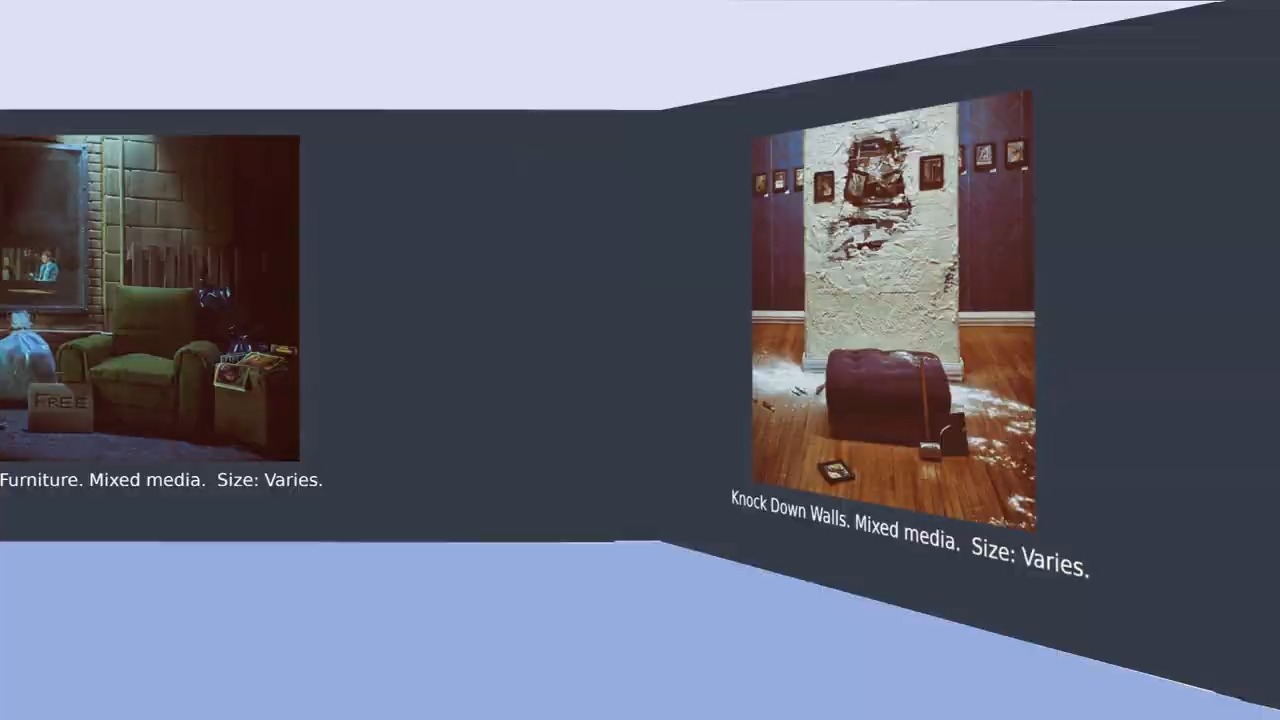 FREE
Furniture. Mixed media.  Size: Varies.
Knock Down Walls. Mixed media.  Size: Varies.